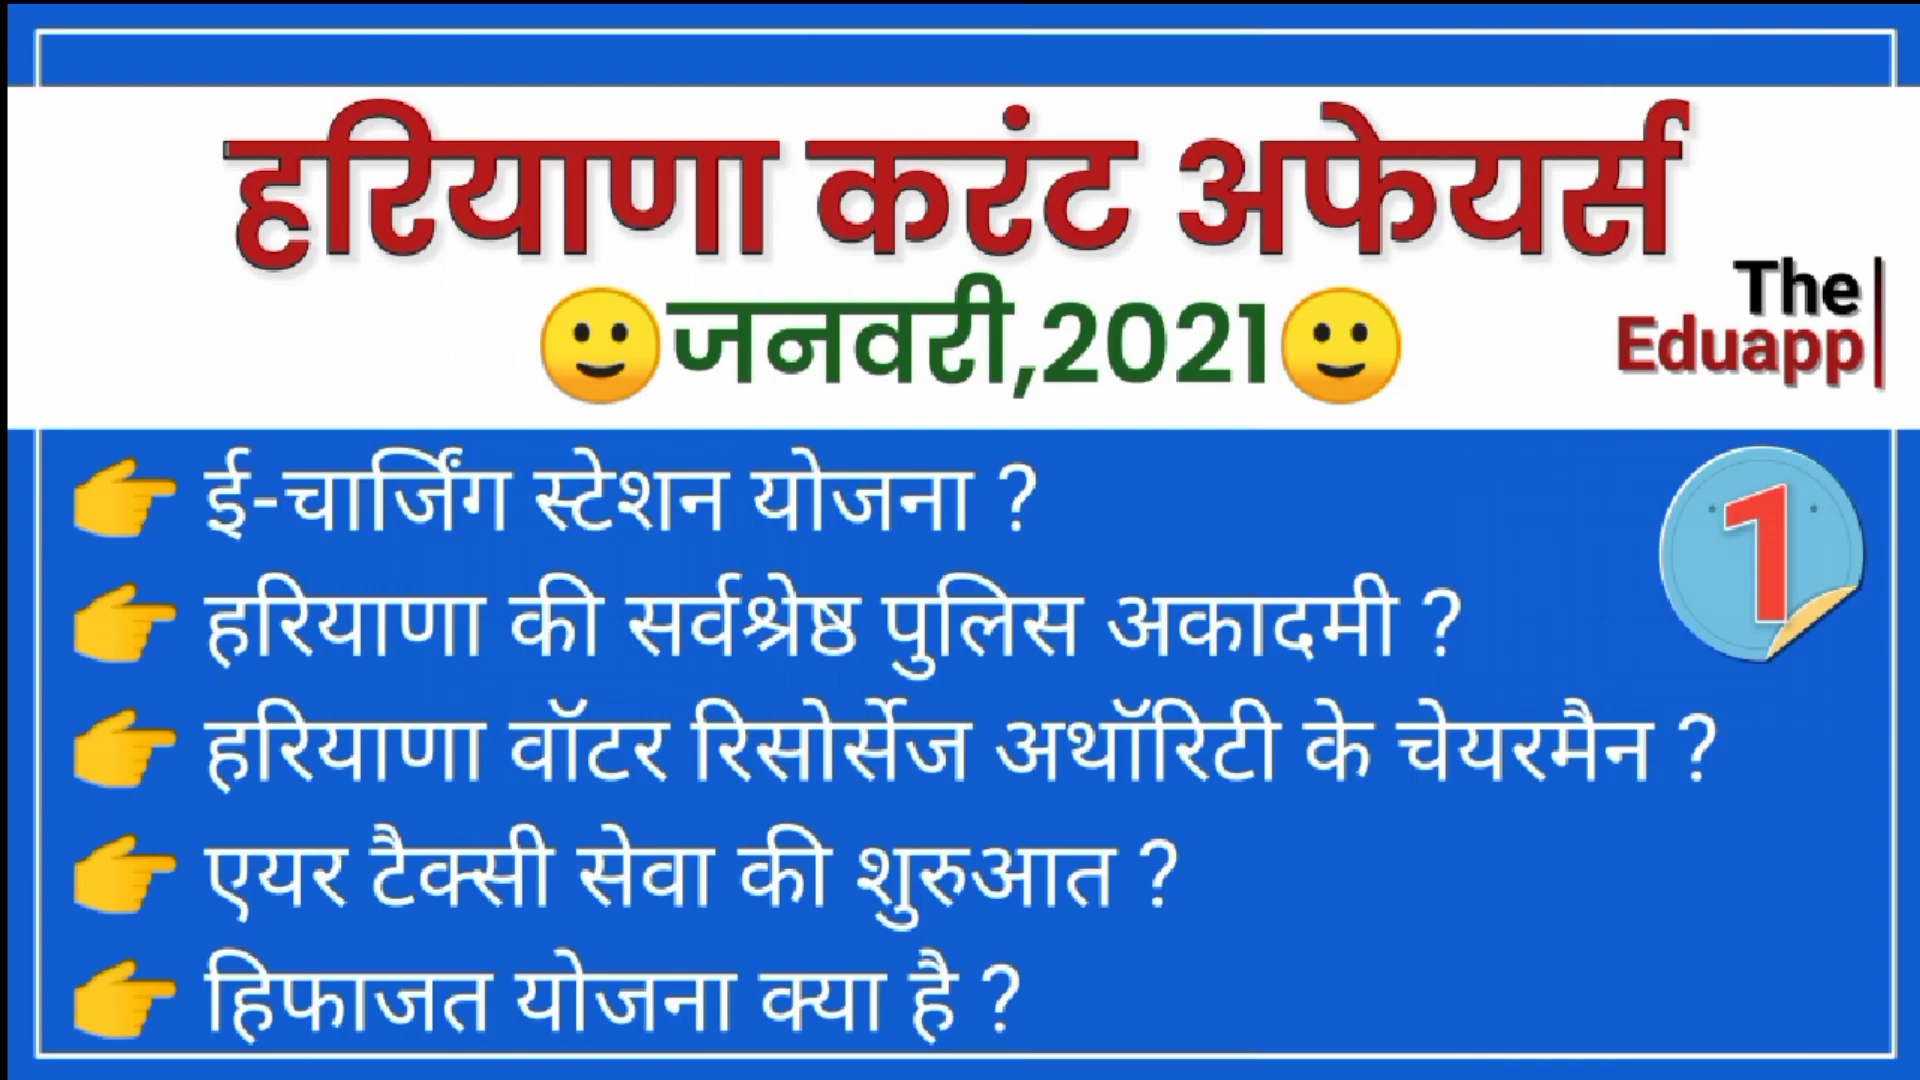 हरियाणा करंट अफेयर्स
जनवरी,2021
The
Eduapp
1
ई-चार्जिंग स्टेशन योजना ?
हरियाणा की सर्वश्रेष्ठ पुलिस अकादमी ?
हरियाणा वॉटर रिसोर्सेज अथॉरिटी के चेयरमैन ?
एयर टैक्सी सेवा की शुरुआत ?
हिफाजत योजना क्या है ?